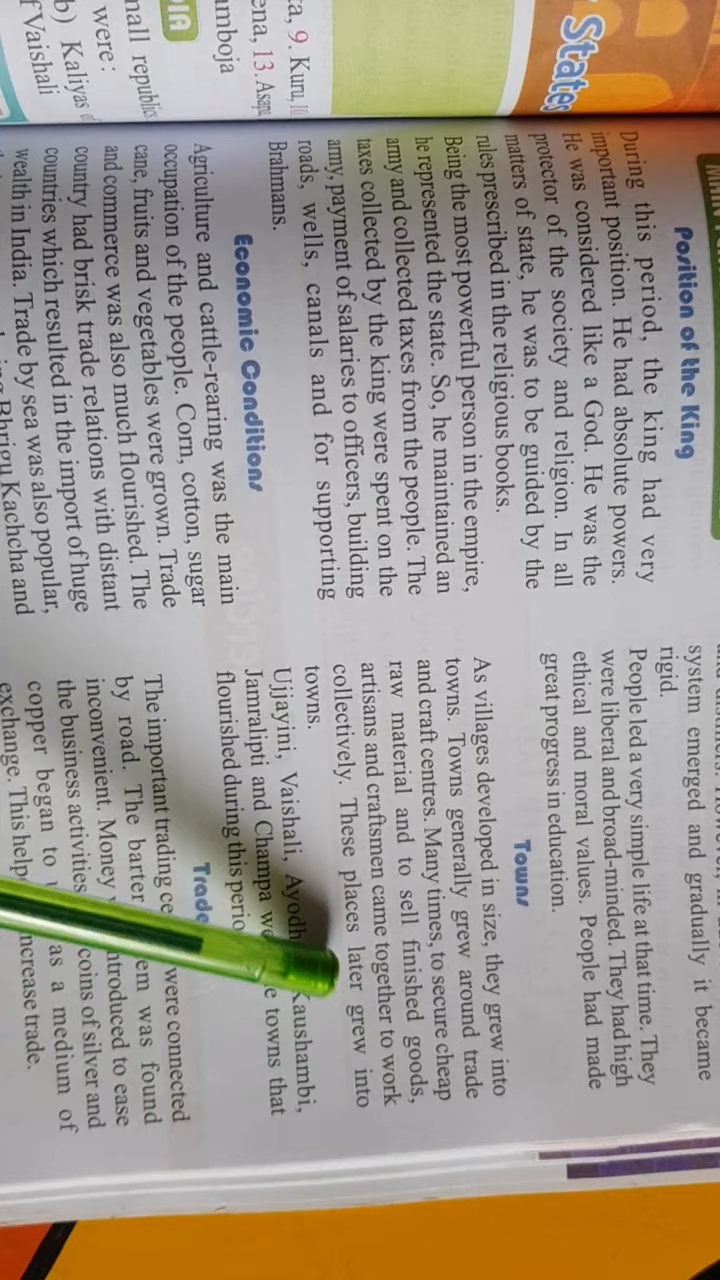 States
ta, 9. Kuru, 10
ena, 13. Asapa
amboja
DIA
mall republics
were :
b) Kaliyas of
f Vaishali
Position of the King
During this period, the king had very
important position. He had absolute powers.
He was considered like a God. He was the
protector of the society and religion. In all
matters of state, he was to be guided by the
rules prescribed in the religious books.
Being the most powerful person in the empire,
he represented the state. So, he maintained an
army and collected taxes from the people. The
taxes collected by the king were spent on the
army, payment of salaries to officers, building
roads, wells, canals and for supporting
Brahmans.
Economic Conditions
Agriculture and cattle-rearing was the main
occupation of the people. Corn, cotton, sugar
cane, fruits and vegetables were grown. Trade
and commerce was also much flourished. The
country had brisk trade relations with distant
countries which resulted in the import of huge
wealth in India. Trade by sea was also popular,
Bhrigu Kachcha and
system emerged and gradually it became
rigid.
People led a very simple life at that time. They
were liberal and broad-minded. They had high
ethical and moral values. People had made
great progress in education.
Towns
As villages developed in size, they grew into
towns. Towns generally grew around trade
and craft centres. Many times, to secure cheap
raw material and to sell finished goods,
artisans and craftsmen came together to work
collectively. These places later grew into
towns.
Ujjayini, Vaishali, Ayodh Kaushambi,
Jamralipti and Champa we e towns that
flourished during this perio
Trade
The important trading ce were connected
by road. The barter em was found
inconvenient. Money ntroduced to ease
the business activities coins of silver and
copper began to as a medium of
exchange. This help ncrease trade.